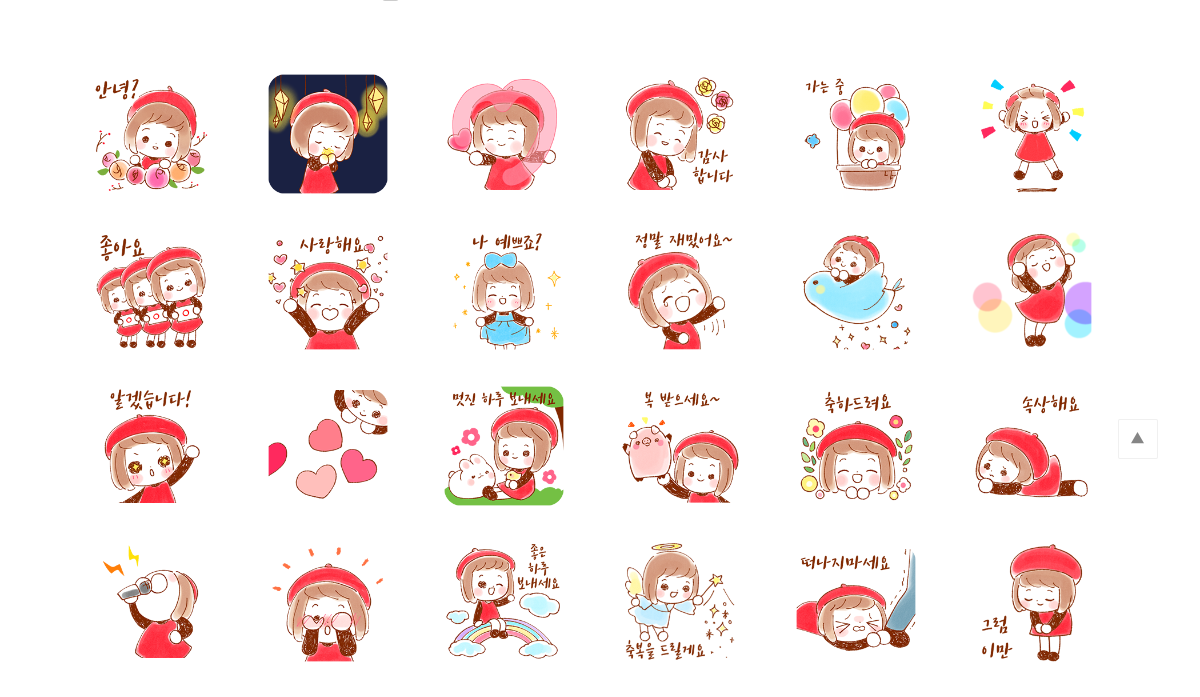 안녕?
감사
합니다
가는 중
좋아요
사랑해요
나 예쁘죠?
정말 재밌어요~
알겠습니다!
멋진 하루 보내세요
복 받으세요~
축하드려요
속상해요
좋은
하루
보내세요
축복을 드릴게요
떠나지마세요
그럼
이만